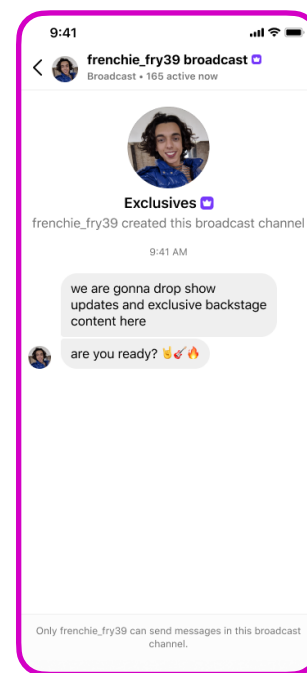 9:41
frenchie_fry39 broadcast
Broadcast • 165 active now
Exclusives
frenchie_fry39 created this broadcast channel
9:41 AM
we are gonna drop show
updates and exclusive backstage
content here
are you ready? 🤘🎸🔥
Only frenchie_fry39 can send messages in this broadcast
channel.